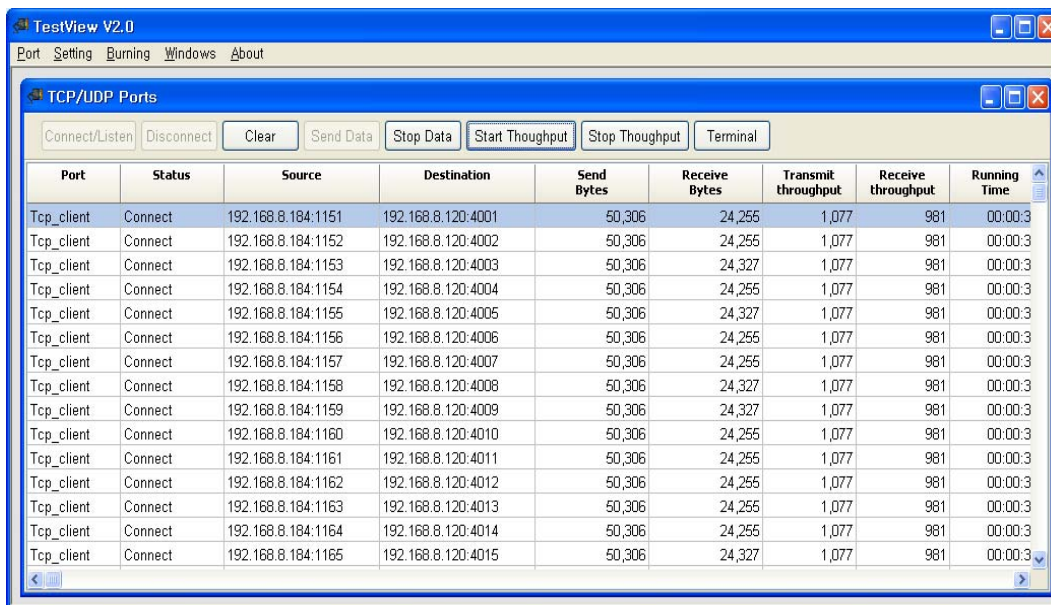 TestView V2.0
Port Setting Burning Windows About
TCP/UDP Ports
Connect/Listen Disconnect Clear Send Data Stop Data Start Thoughput Stop Thoughput Terminal
Port Status Source Destination Send Bytes Receive Bytes Transmit throughput Receive throughput Running Time
Tcp_client Connect 192.168.8.184:1151 192.168.8.120:4001 50,306 24,255 1,077 981 00:00:3
Tcp_client Connect 192.168.8.184:1152 192.168.8.120:4002 50,306 24,255 1,077 981 00:00:3
Tcp_client Connect 192.168.8.184:1153 192.168.8.120:4003 50,306 24,327 1,077 981 00:00:3
Tcp_client Connect 192.168.8.184:1154 192.168.8.120:4004 50,306 24,255 1,077 981 00:00:3
Tcp_client Connect 192.168.8.184:1155 192.168.8.120:4005 50,306 24,327 1,077 981 00:00:3
Tcp_client Connect 192.168.8.184:1156 192.168.8.120:4006 50,306 24,255 1,077 981 00:00:3
Tcp_client Connect 192.168.8.184:1157 192.168.8.120:4007 50,306 24,255 1,077 981 00:00:3
Tcp_client Connect 192.168.8.184:1158 192.168.8.120:4008 50,306 24,327 1,077 981 00:00:3
Tcp_client Connect 192.168.8.184:1159 192.168.8.120:4009 50,306 24,327 1,077 981 00:00:3
Tcp_client Connect 192.168.8.184:1160 192.168.8.120:4010 50,306 24,255 1,077 981 00:00:3
Tcp_client Connect 192.168.8.184:1161 192.168.8.120:4011 50,306 24,255 1,077 981 00:00:3
Tcp_client Connect 192.168.8.184:1162 192.168.8.120:4012 50,306 24,255 1,077 981 00:00:3
Tcp_client Connect 192.168.8.184:1163 192.168.8.120:4013 50,306 24,255 1,077 981 00:00:3
Tcp_client Connect 192.168.8.184:1164 192.168.8.120:4014 50,306 24,255 1,077 981 00:00:3
Tcp_client Connect 192.168.8.184:1165 192.168.8.120:4015 50,306 24,327 1,077 981 00:00:3